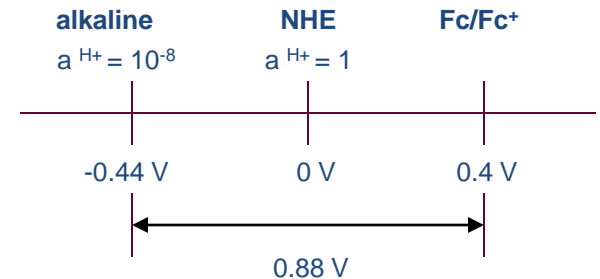 alkaline NHE Fc/Fc⁺
a ᴴ⁺ = 10⁻⁸ a ᴴ⁺ = 1
-0.44 V 0 V 0.4 V
0.88 V